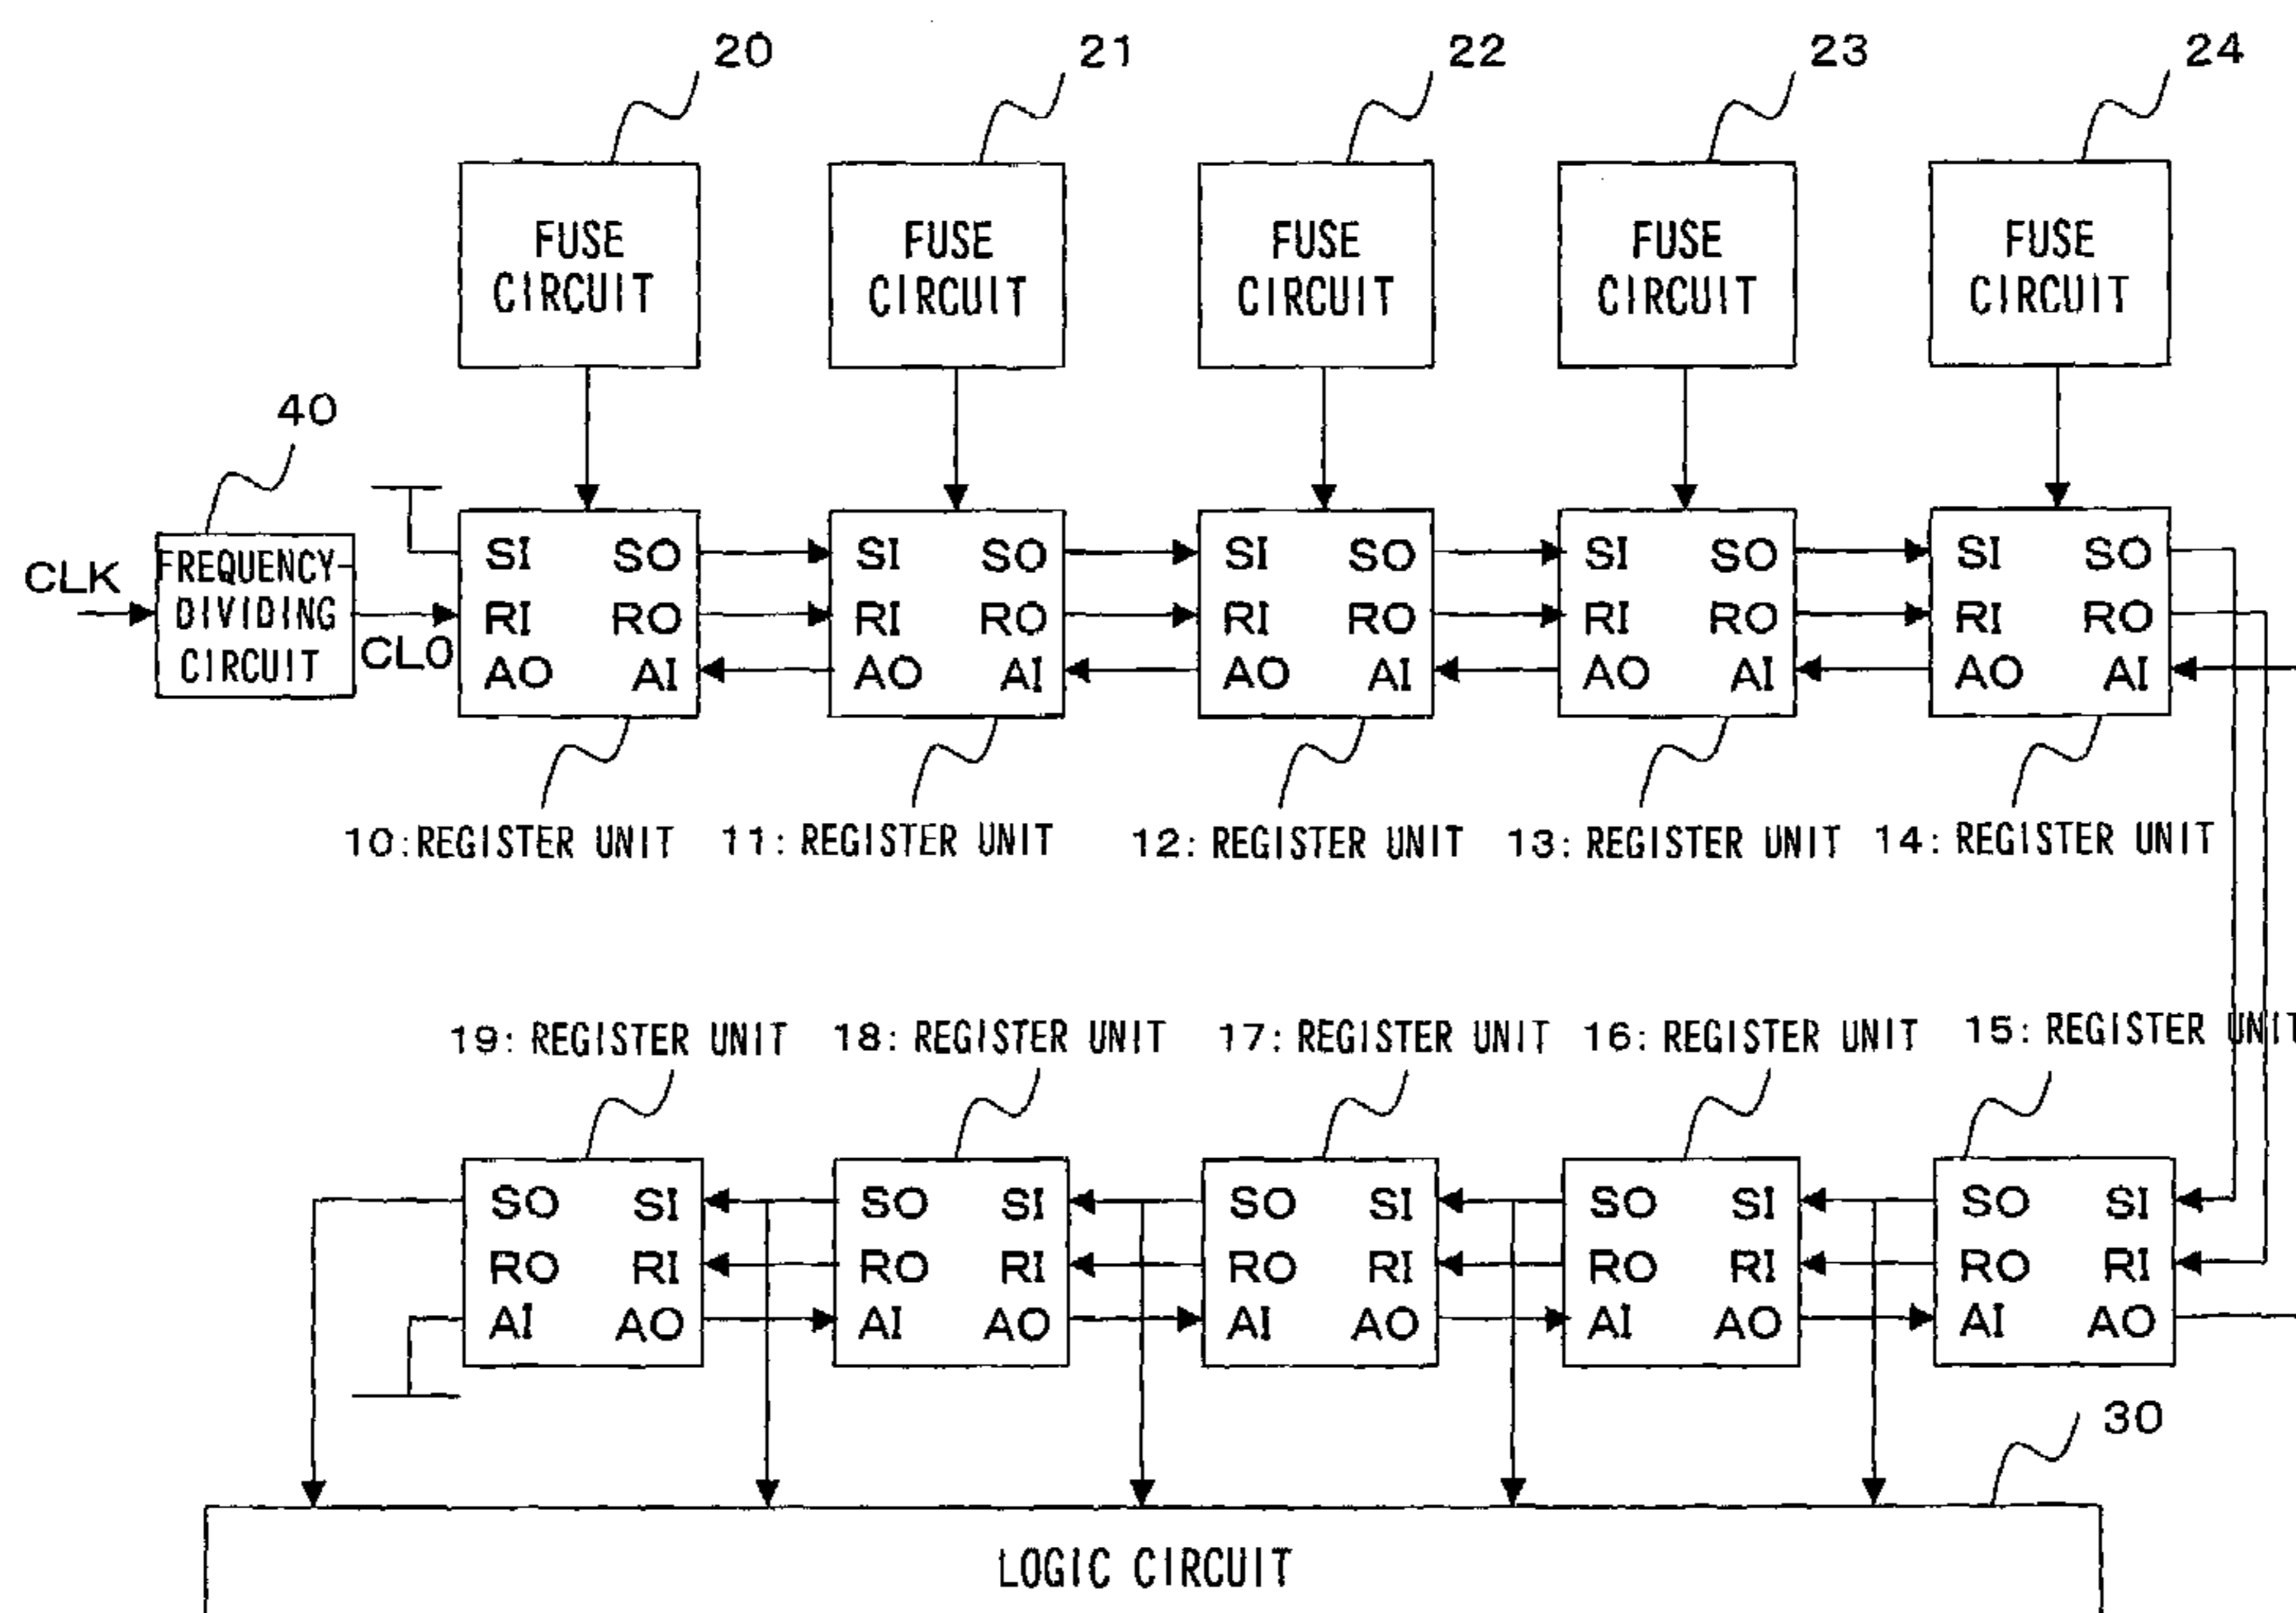 20 21 22 23 24
FUSE CIRCUIT FUSE CIRCUIT FUSE CIRCUIT FUSE CIRCUIT FUSE CIRCUIT
40
CLK
FREQUENCY-
DIVIDING
CIRCUIT
CLO
SI SO SI SO SI SO SI SO SI SO
RI RO RI RO RI RO RI RO RI RO
AO AI AO AI AO AI AO AI AO AI
10: REGISTER UNIT 11: REGISTER UNIT 12: REGISTER UNIT 13: REGISTER UNIT 14: REGISTER UNIT
19: REGISTER UNIT 18: REGISTER UNIT 17: REGISTER UNIT 16: REGISTER UNIT 15: REGISTER UNIT
SO SI SO SI SO SI SO SI SO SI
RO RI RO RI RO RI RO RI RO RI
AI AO AI AO AI AO AI AO AI AO
30
LOGIC CIRCUIT